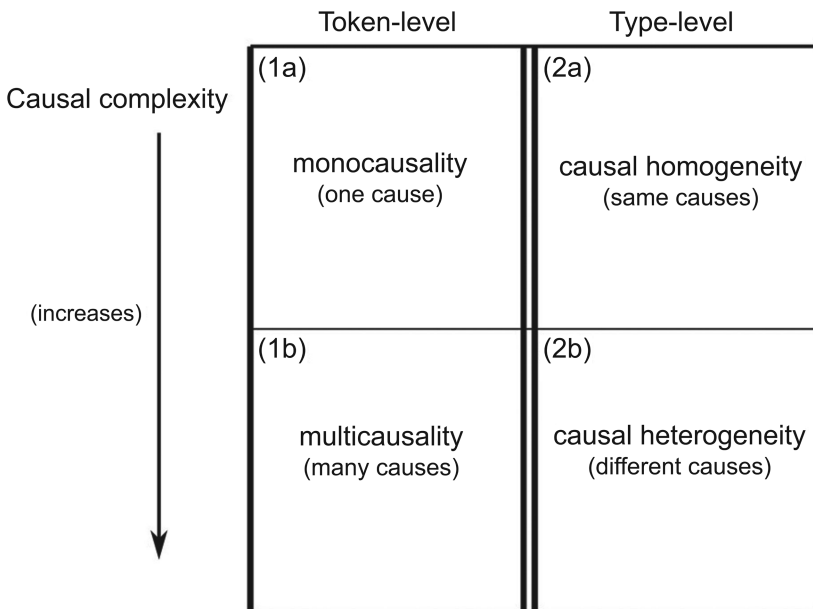 Token-level
Type-level
Causal complexity
(increases)
(1a)
monocausality
(one cause)
(2a)
causal homogeneity
(same causes)
(1b)
multicausality
(many causes)
(2b)
causal heterogeneity
(different causes)